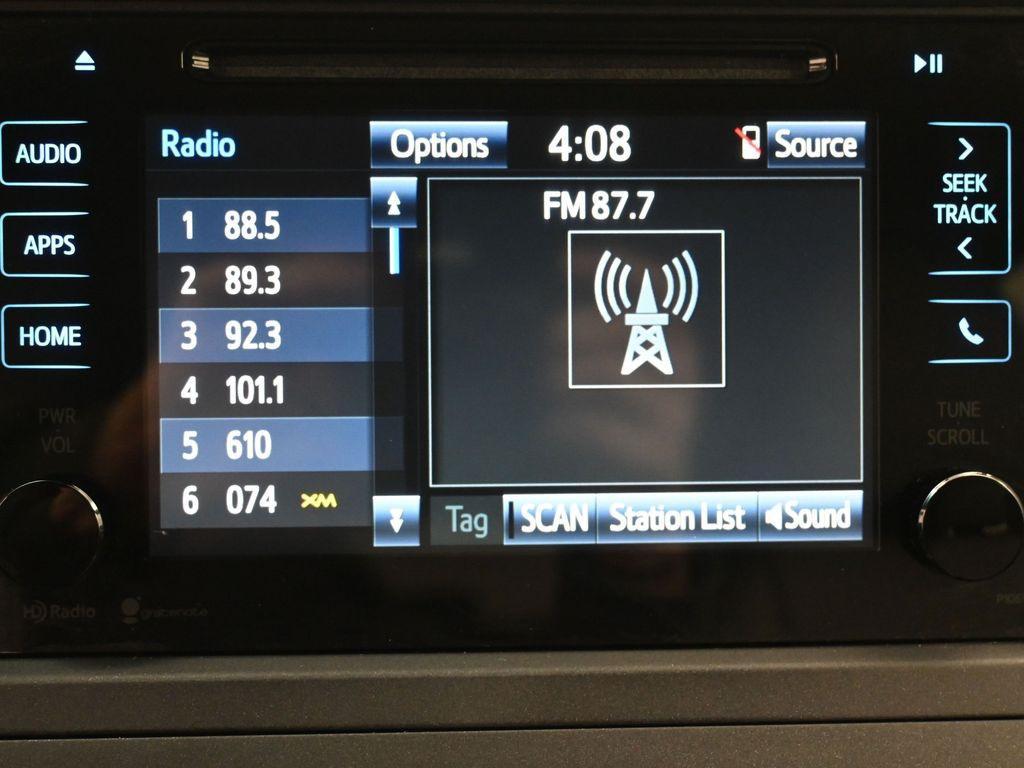 AUDIO
APPS
HOME
PWR
VOL
HD Radio
gracenote
Radio
Options
4:08
Source
1 88.5
2 89.3
3 92.3
4 101.1
5 610
6 074 XM
FM 87.7
Tag
SCAN
Station List
Sound
SEEK
TRACK
TUNE
SCROLL